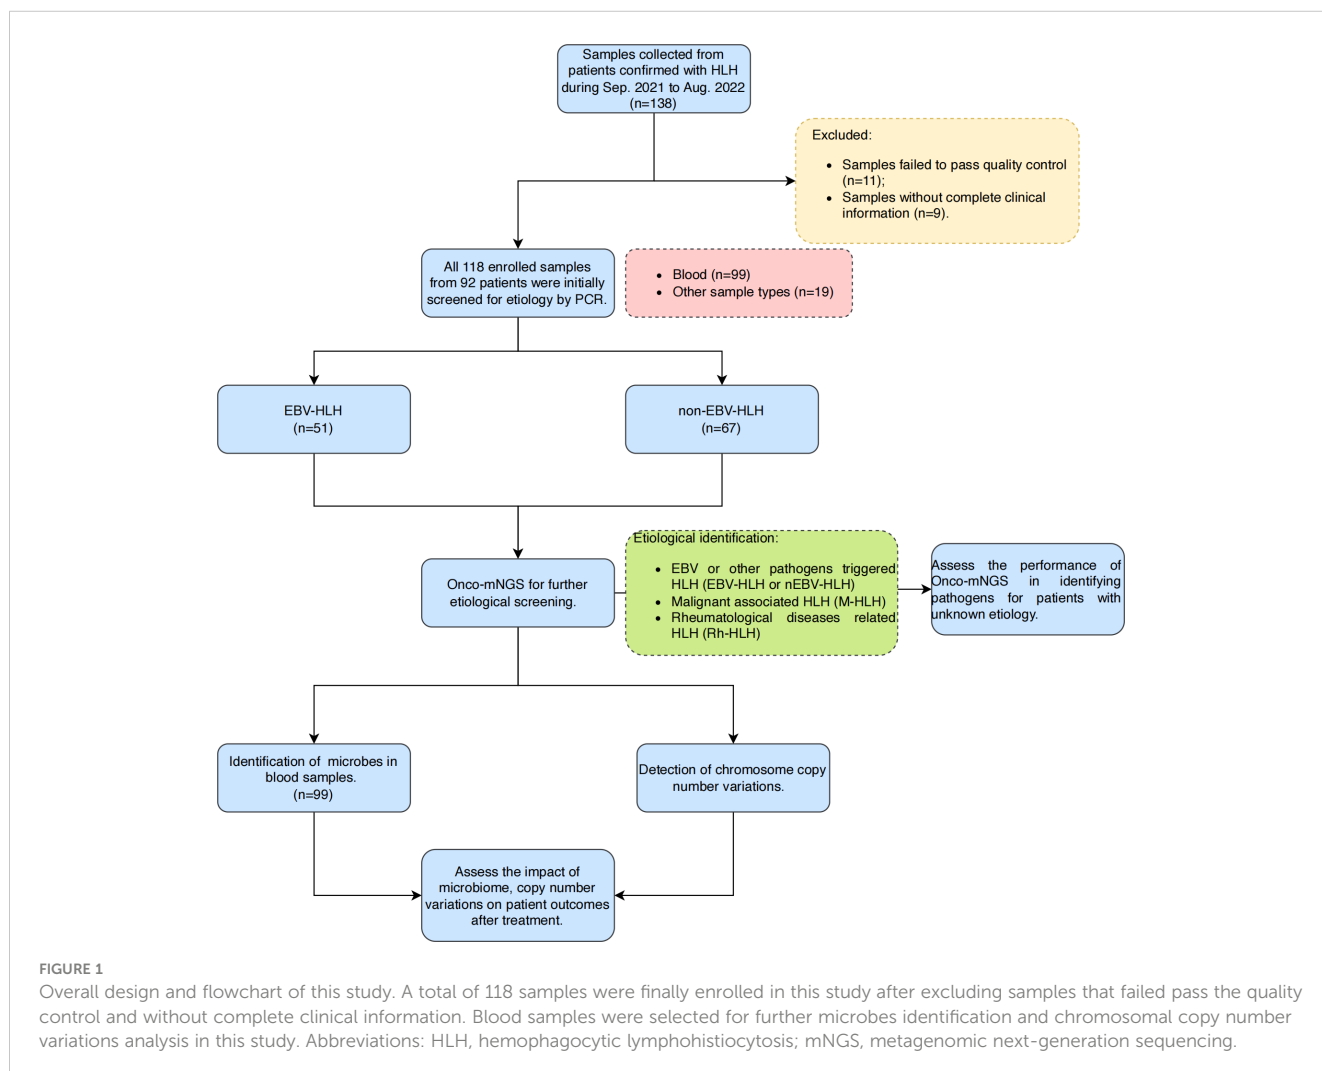 Samples collected from
patients confirmed with HLH
during Sep. 2021 to Aug. 2022
(n=138)
Excluded:
• Samples failed to pass quality control
(n=11);
• Samples without complete clinical
information (n=9).
All 118 enrolled samples
from 92 patients were initially
screened for etiology by PCR.
• Blood (n=99)
• Other sample types (n=19)
EBV-HLH
(n=51)
non-EBV-HLH
(n=67)
Onco-mNGS for further
etiological screening.
Etiological identification:
• EBV or other pathogens triggered
HLH (EBV-HLH or nEBV-HLH)
• Malignant associated HLH (M-HLH)
• Rheumatological diseases related
HLH (Rh-HLH)
Assess the performance of
Onco-mNGS in identifying
pathogens for patients with
unknown etiology.
Identification of microbes in
blood samples.
(n=99)
Detection of chromosome copy
number variations.
Assess the impact of
microbiome, copy number
variations on patient outcomes
after treatment.
FIGURE 1
Overall design and flowchart of this study. A total of 118 samples were finally enrolled in this study after excluding samples that failed pass the quality
control and without complete clinical information. Blood samples were selected for further microbes identification and chromosomal copy number
variations analysis in this study. Abbreviations: HLH, hemophagocytic lymphohistiocytosis; mNGS, metagenomic next-generation sequencing.